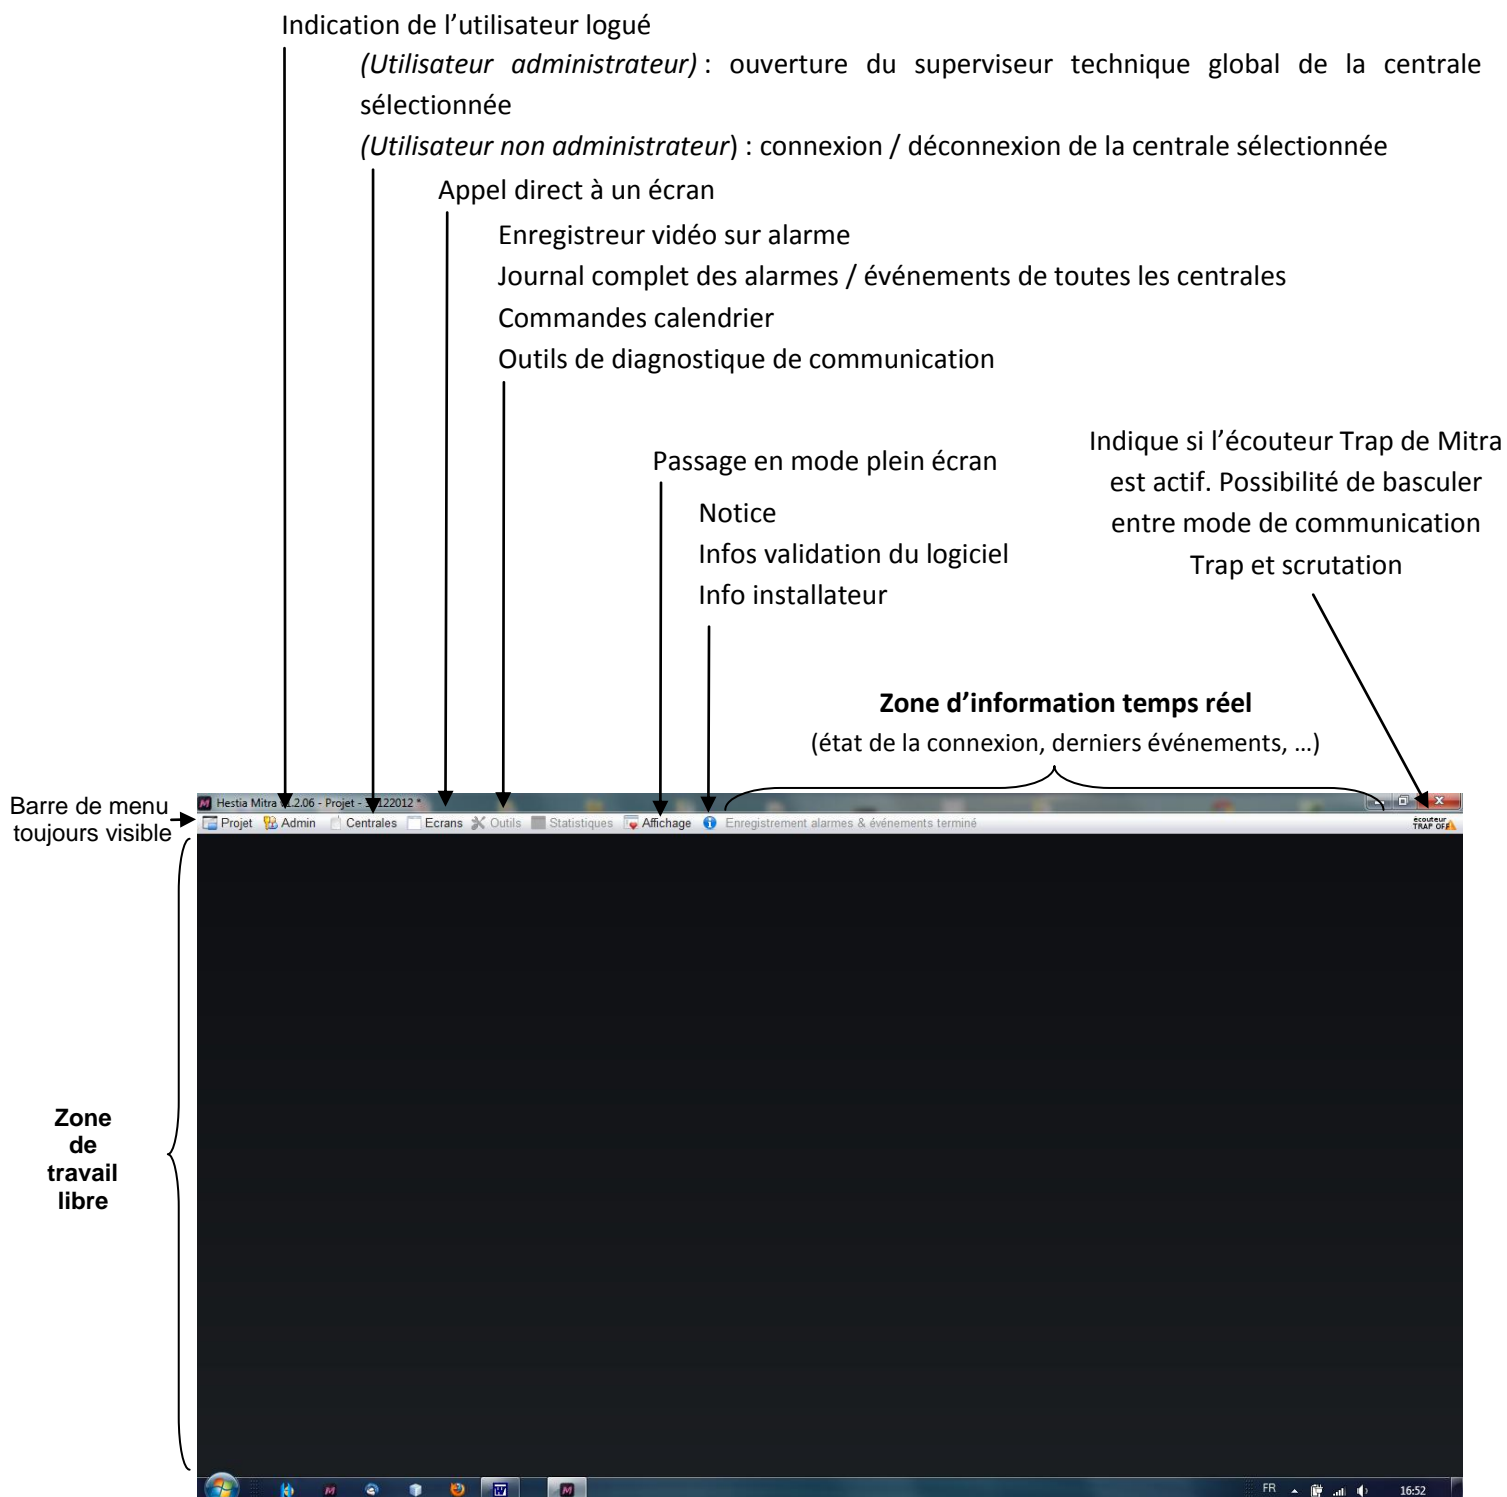 Indication de l’utilisateur logué
(Utilisateur administrateur) : ouverture du superviseur technique global de la centrale
sélectionnée
(Utilisateur non administrateur) : connexion / déconnexion de la centrale sélectionnée
Appel direct à un écran
Enregistreur vidéo sur alarme
Journal complet des alarmes / événements de toutes les centrales
Commandes calendrier
Outils de diagnostique de communication
Indique si l’écouteur Trap de Mitra
est actif. Possibilité de basculer
entre mode de communication
Trap et scrutation
Passage en mode plein écran
Notice
Infos validation du logiciel
Info installateur
Zone d’information temps réel
(état de la connexion, derniers événements, …)
Barre de menu
toujours visible
Hestia Mitra .2.06 - Projet - 122012 *
Projet Admin Centrales Ecrans Outils Statistiques Affichage Enregistrement alarmes & événements terminé
écouteur
TRAP OFF
Zone
de
travail
libre
FR 16:52